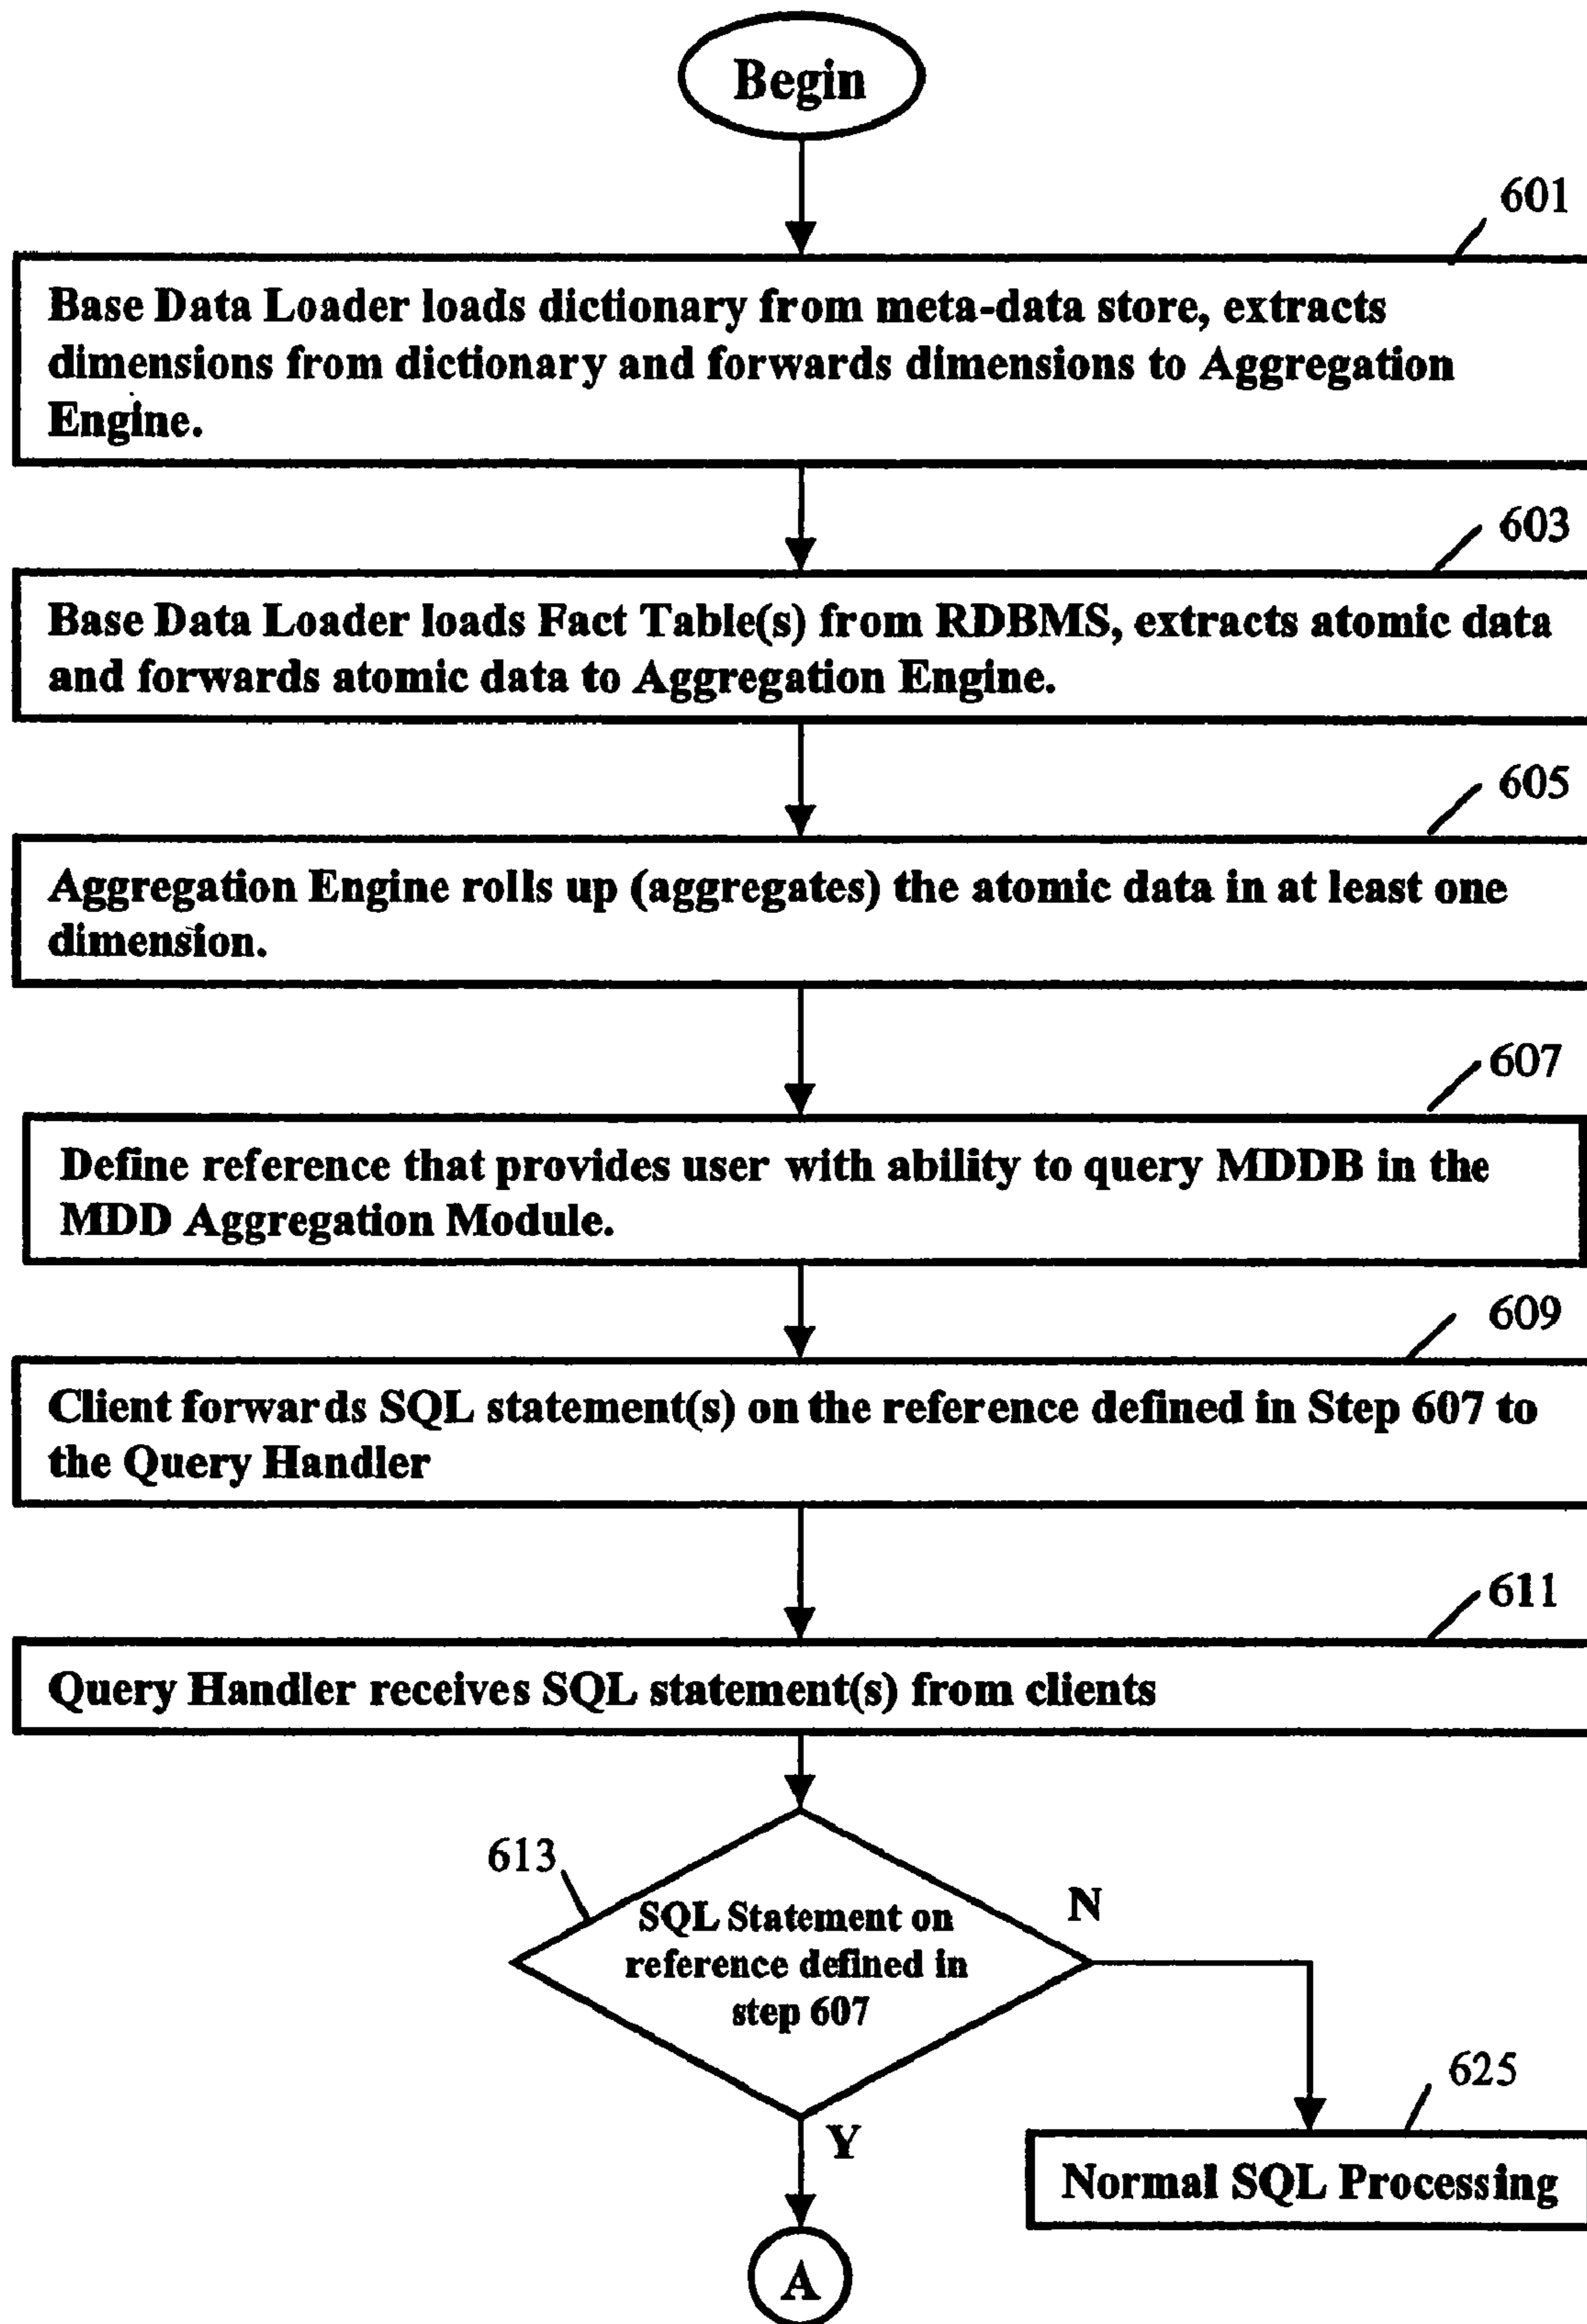 Begin
601
Base Data Loader loads dictionary from meta-data store, extracts
dimensions from dictionary and forwards dimensions to Aggregation
Engine.
603
Base Data Loader loads Fact Table(s) from RDBMS, extracts atomic data
and forwards atomic data to Aggregation Engine.
605
Aggregation Engine rolls up (aggregates) the atomic data in at least one
dimension.
607
Define reference that provides user with ability to query MDDB in the
MDD Aggregation Module.
609
Client forwards SQL statement(s) on the reference defined in Step 607 to
the Query Handler
611
Query Handler receives SQL statement(s) from clients
613
SQL Statement on
reference defined in
step 607
N
625
Normal SQL Processing
Y
A